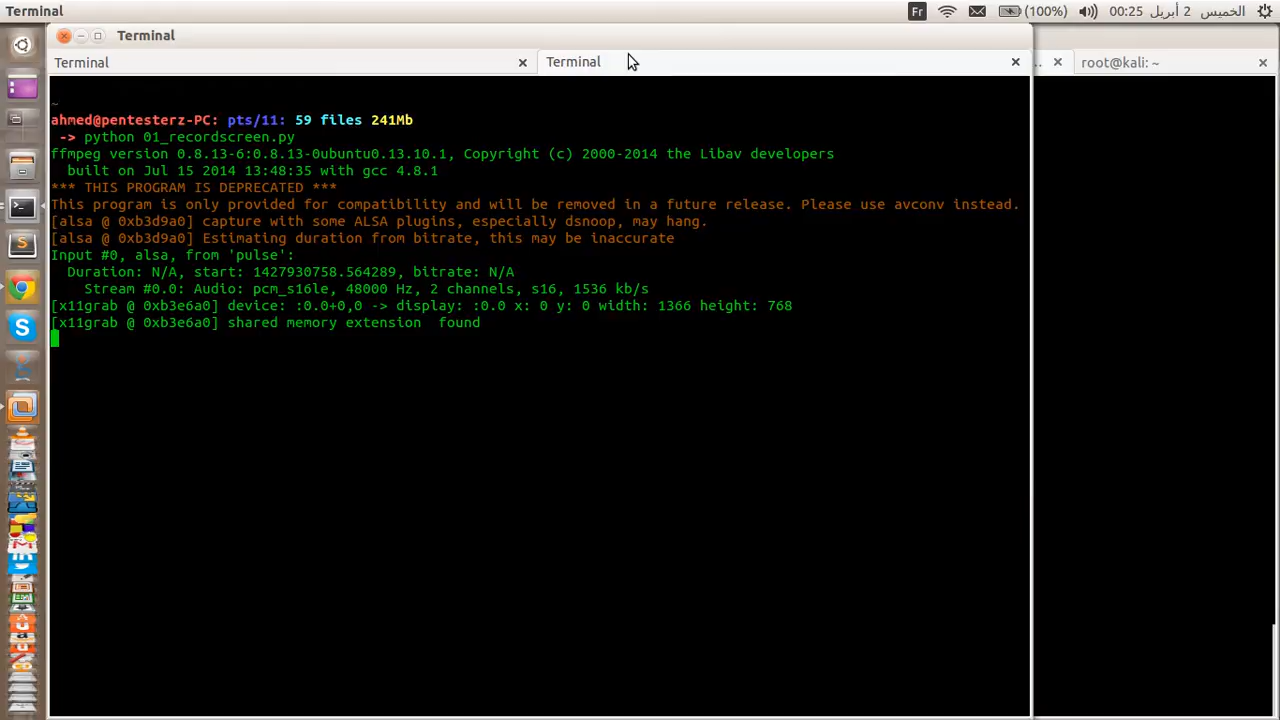 Terminal
Fr
(100%)
الخميس 2 أبريل 00:25
Terminal
Terminal
Terminal
..
root@kali: ~
~
ahmed@pentesterz-PC: pts/11: 59 files 241Mb
-> python 01_recordscreen.py
ffmpeg version 0.8.13-6:0.8.13-0ubuntu0.13.10.1, Copyright (c) 2000-2014 the Libav developers
built on Jul 15 2014 13:48:35 with gcc 4.8.1
*** THIS PROGRAM IS DEPRECATED ***
This program is only provided for compatibility and will be removed in a future release. Please use avconv instead.
[alsa @ 0xb3d9a0] capture with some ALSA plugins, especially dsnoop, may hang.
[alsa @ 0xb3d9a0] Estimating duration from bitrate, this may be inaccurate
Input #0, alsa, from 'pulse':
Duration: N/A, start: 1427930758.564289, bitrate: N/A
Stream #0.0: Audio: pcm_s16le, 48000 Hz, 2 channels, s16, 1536 kb/s
[x11grab @ 0xb3e6a0] device: :0.0+0,0 -> display: :0.0 x: 0 y: 0 width: 1366 height: 768
[x11grab @ 0xb3e6a0] shared memory extension  found